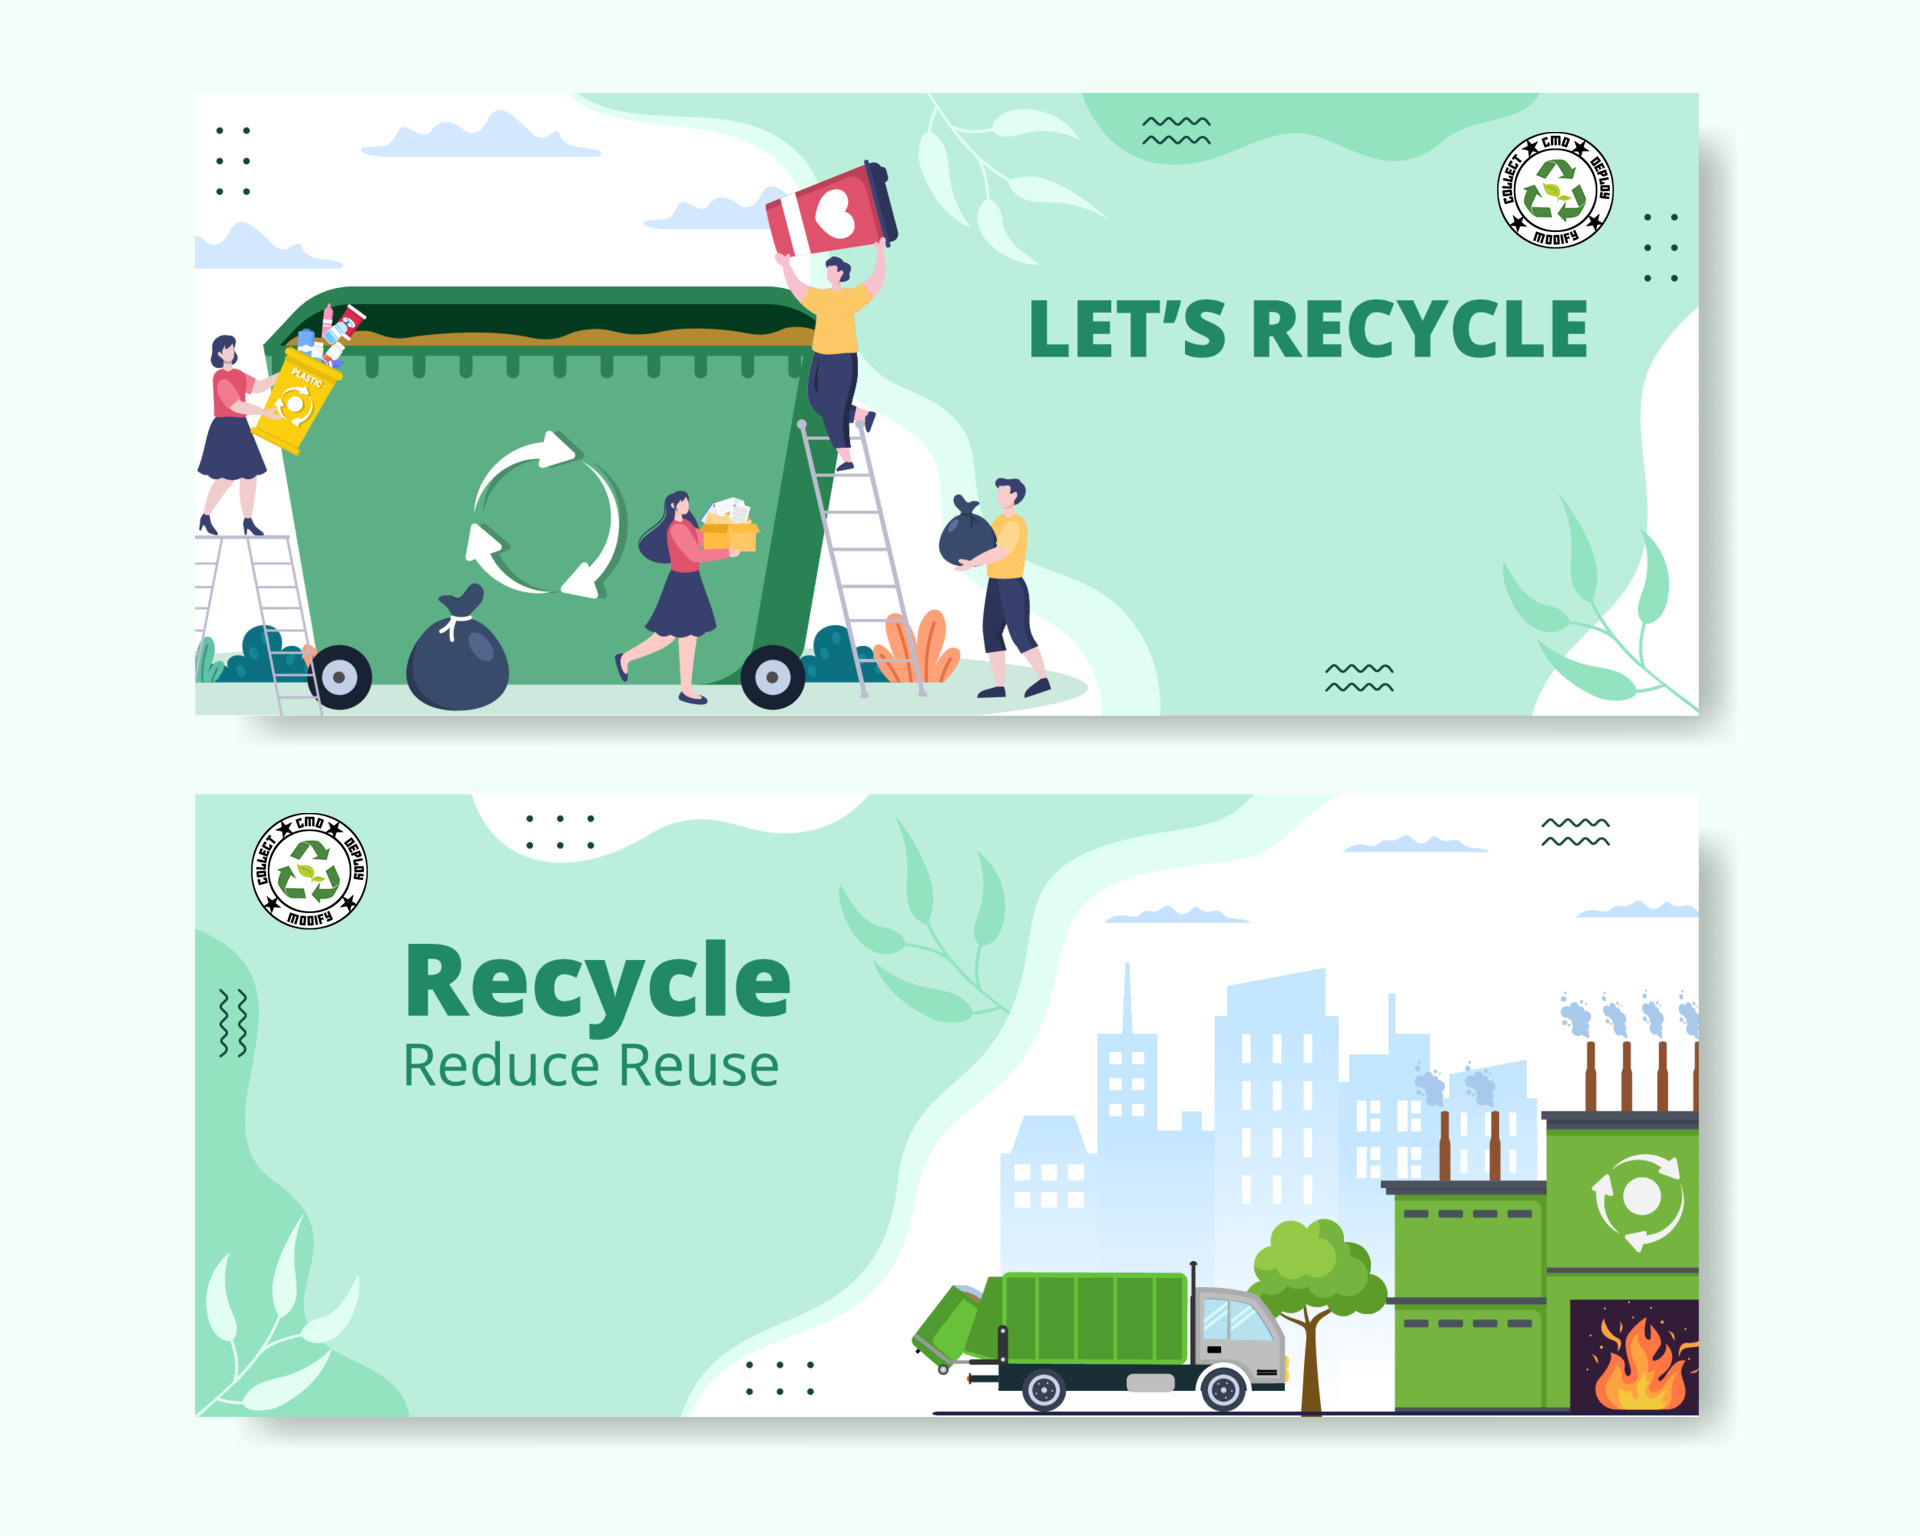 CMD
COLLECT
DEPLOY
MODIFY
LET'S RECYCLE
PLASTIC
CMD
COLLECT
DEPLOY
MODIFY
Recycle
Reduce Reuse